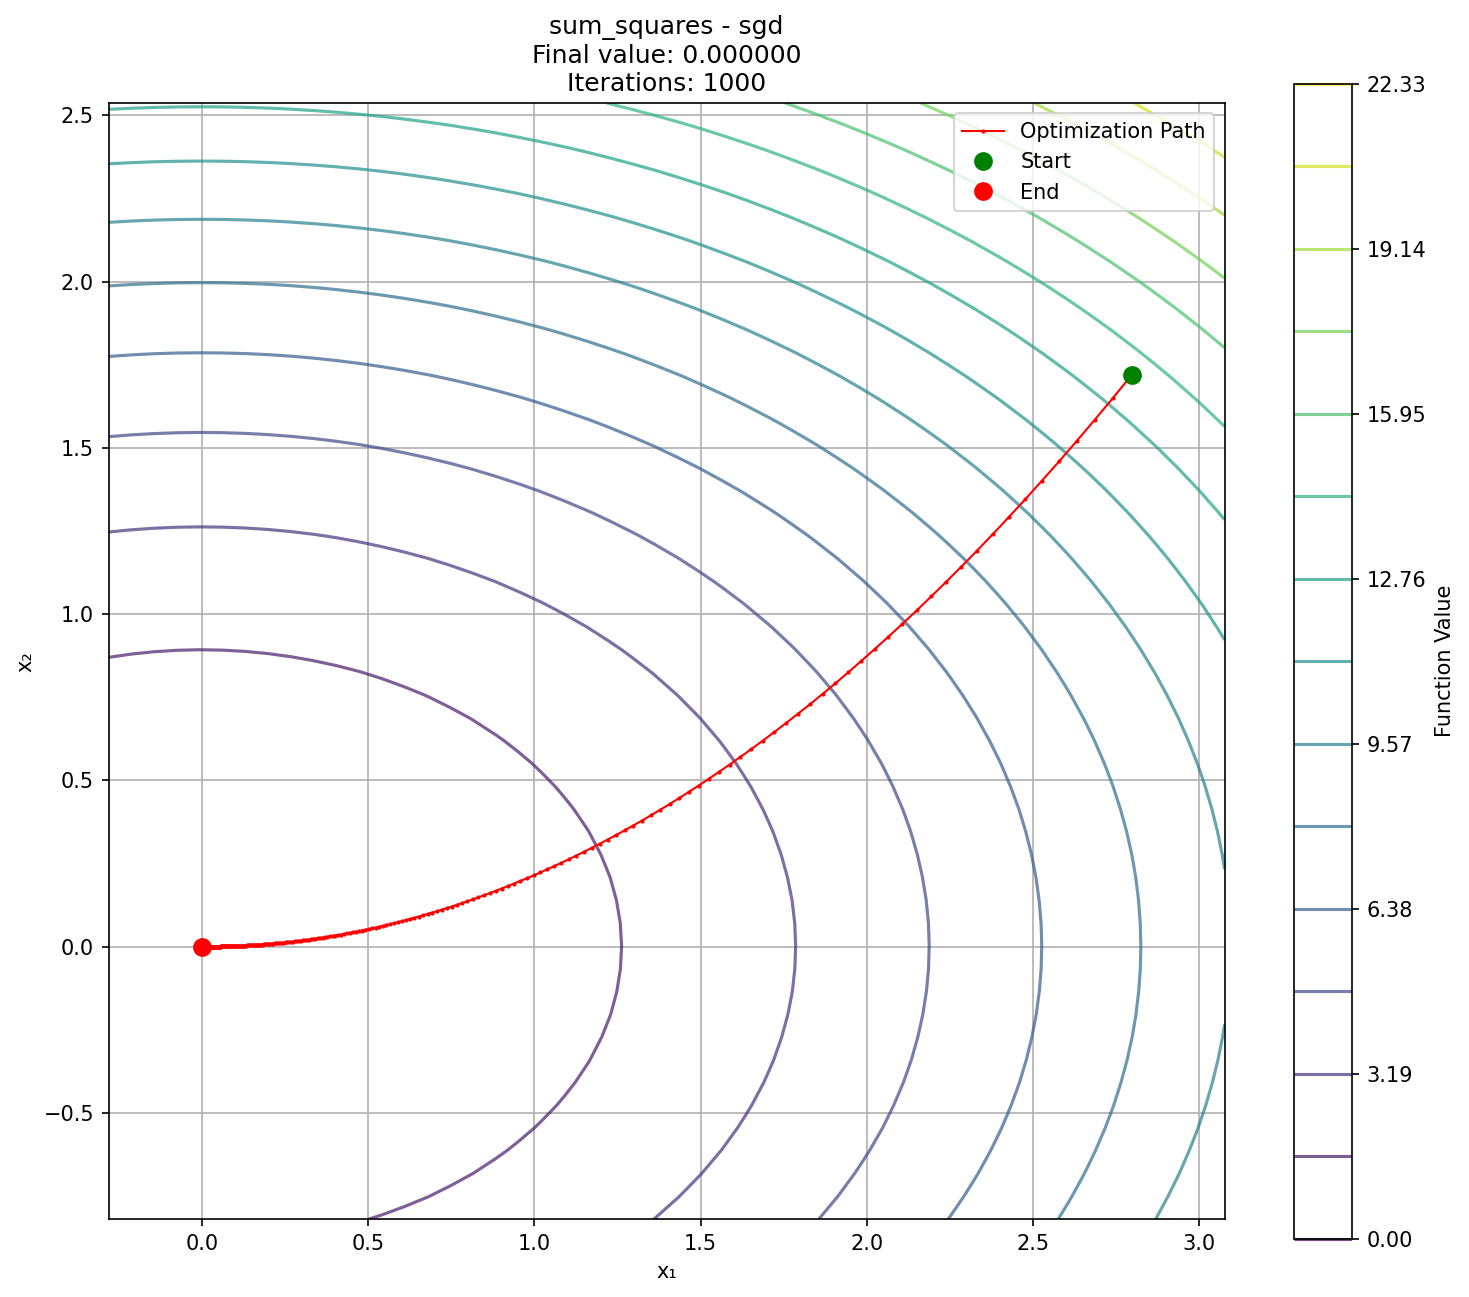 sum_squares - sgd
Final value: 0.000000
Iterations: 1000
Optimization Path
Start
End
2.5
2.0
1.5
1.0
0.5
0.0
−0.5
x₂
0.0
0.5
1.0
1.5
2.0
2.5
3.0
x₁
22.33
19.14
15.95
12.76
9.57
6.38
3.19
0.00
Function Value